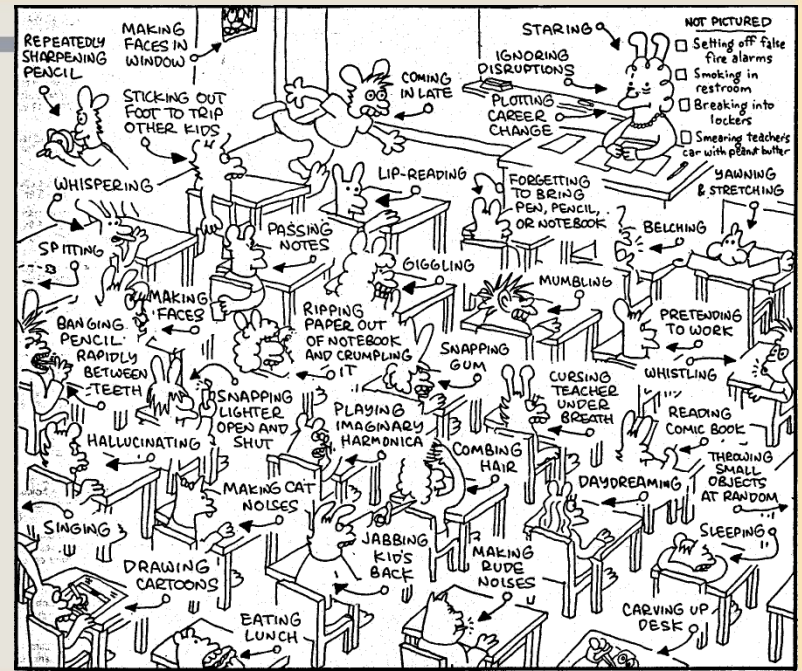 REPEATEDLY
SHARPENING
PENCIL
MAKING
FACES IN
WINDOW
STICKING OUT
FOOT TO TRIP
OTHER KIDS
COMING
IN LATE
STARING
IGNORING
DISRUPTIONS
PLOTTING
CAREER
CHANGE
NOT PICTURED
Setting off false
fire alarms
Smoking in
restroom
Breaking into
lockers
Smearing teacher's
car with peanut butter
WHISPERING
LIP-READING
FORGETTING
TO BRING
PEN, PENCIL,
OR NOTEBOOK
YAWNING
& STRETCHING
SPITTING
PASSING
NOTES
BELCHING
GIGGLING
MUMBLING
MAKING
FACES
BANGING
PENCIL
RAPIDLY
BETWEEN
TEETH
RIPPING
PAPER OUT
OF NOTEBOOK
AND CRUMPLING
IT
PRETENDING
TO WORK
SNAPPING
GUM
WHISTLING
SNAPPING
LIGHTER
OPEN AND
SHUT
CURSING
TEACHER
UNDER
BREATH
PLAYING
IMAGINARY
HARMONICA
READING
COMIC BOOK
HALLUCINATING
COMBING
HAIR
THROWING
SMALL
OBJECTS
AT RANDOM
MAKING CAT
NOISES
DAYDREAMING
SINGING
JABBING
KID'S
BACK
SLEEPING
DRAWING
CARTOONS
MAKING
RUDE
NOISES
EATING
LUNCH
CARVING UP
DESK